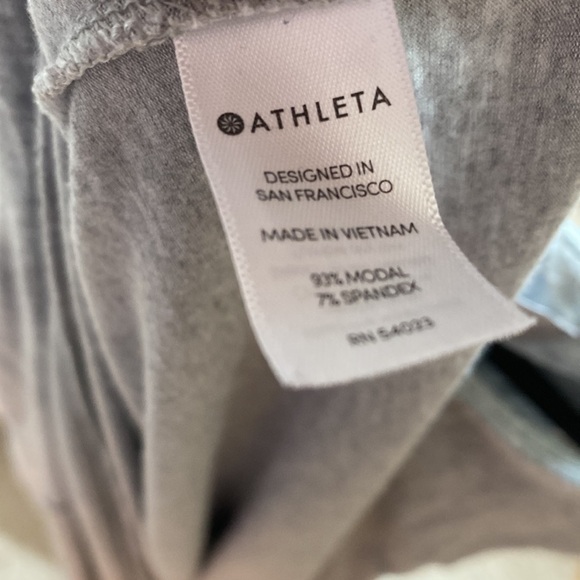 ATHLETA
DESIGNED IN
SAN FRANCISCO
MADE IN VIETNAM
93% MODAL
7% SPANDEX
RN 54023